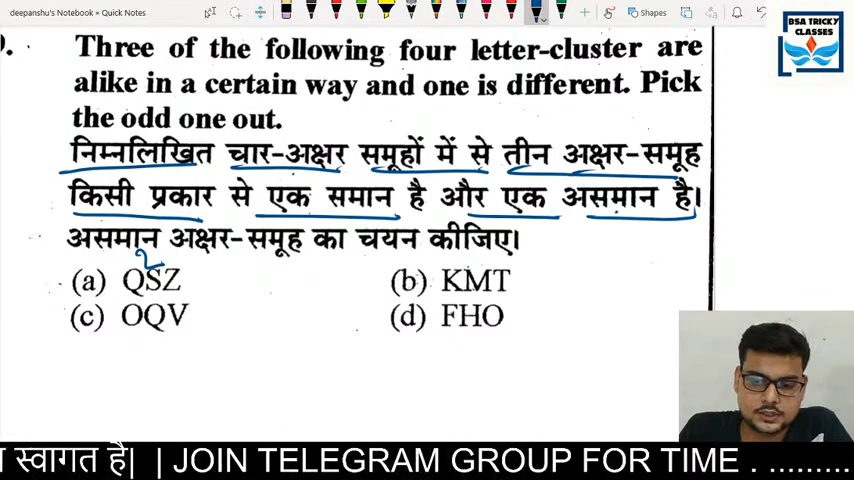 deepanshu's Notebook » Quick Notes
Shapes
BSA TRICKY
CLASSES
Three of the following four letter-cluster are
alike in a certain way and one is different. Pick
the odd one out.
निम्नलिखित चार-अक्षर समूहों में से तीन अक्षर-समूह
किसी प्रकार से एक समान है और एक असमान है।
असमान अक्षर-समूह का चयन कीजिए।
2
(a) QSZ (b) KMT
(c) OQV (d) FHO
स्वागत है| | JOIN TELEGRAM GROUP FOR TIME . .........